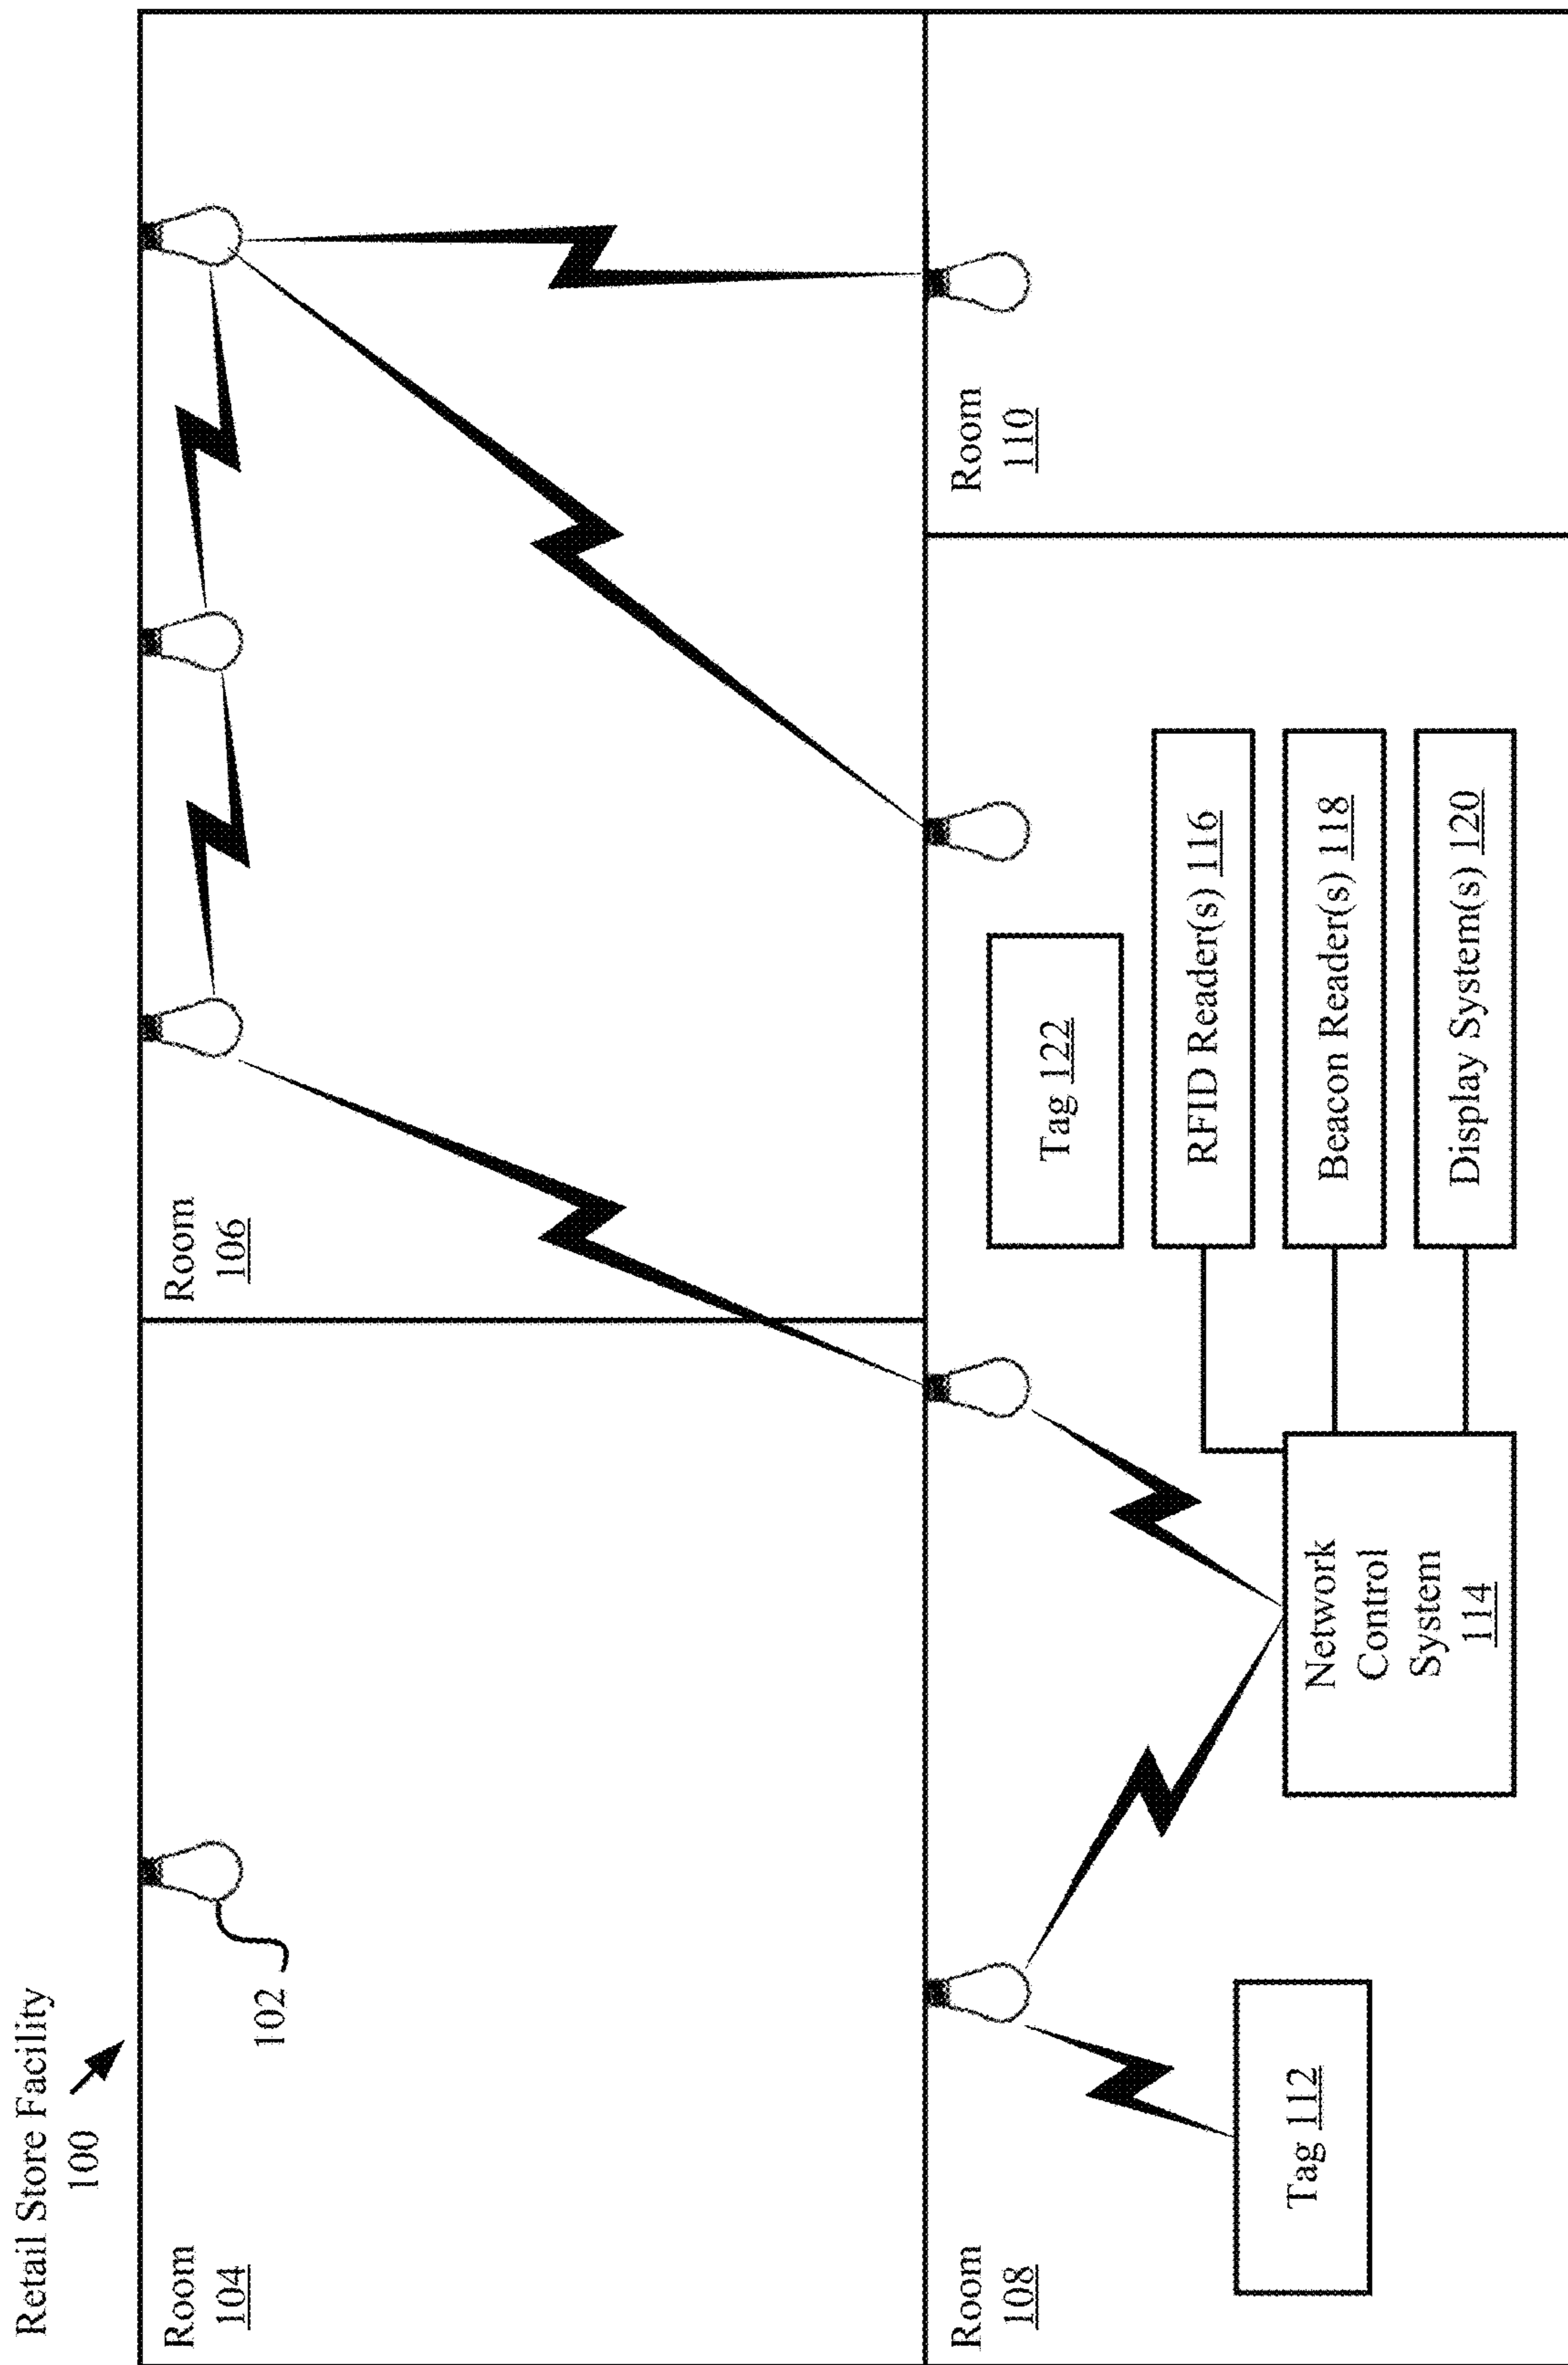 Retail Store Facility
100
Room
104
102
Room
106
Room
108
Tag 112
Network
Control
System
114
Tag 122
RFID Reader(s) 116
Beacon Reader(s) 118
Display System(s) 120
Room
110